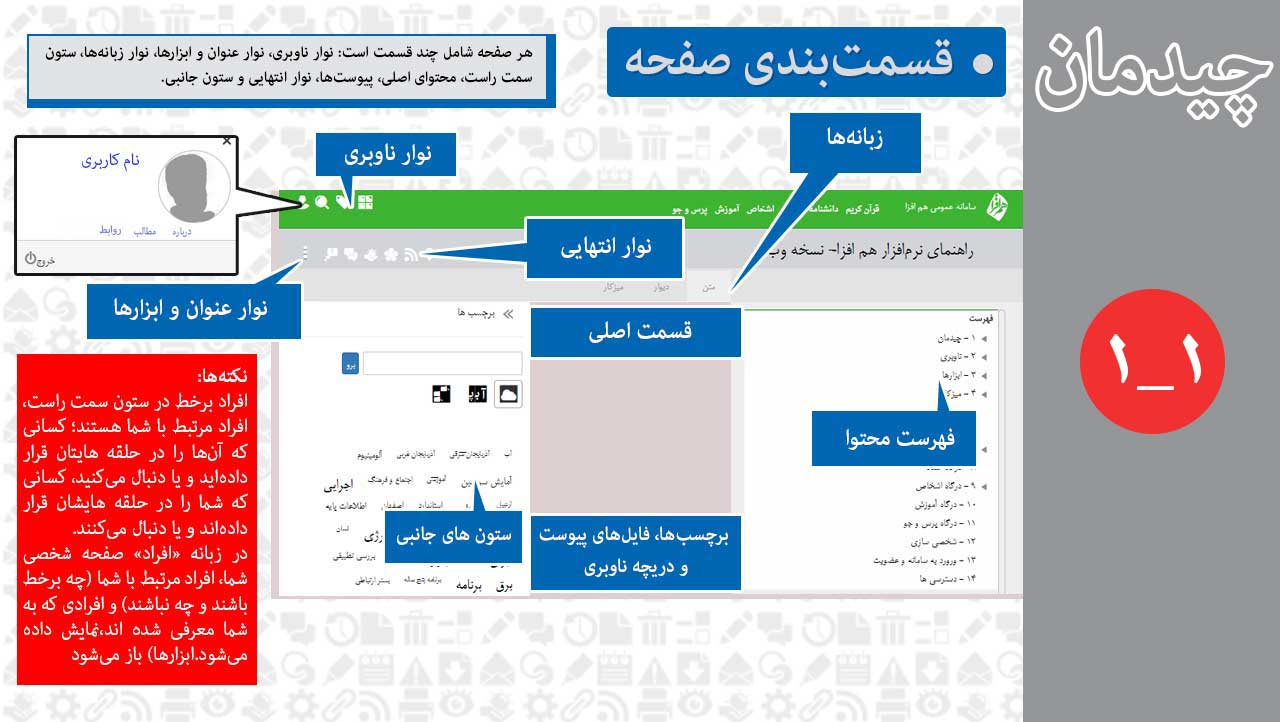 چیدمان
۱_۱
• قسمت‌بندی صفحه
هر صفحه شامل چند قسمت است: نوار ناوبری، نوار عنوان و ابزارها، نوار زبانه‌ها، ستون
سمت راست، محتوای اصلی، پیوست‌ها، نوار انتهایی و ستون جانبی.
زبانه‌ها
نوار ناوبری
نام کاربری
درباره مطالب روابط
خروج
سامانه عمومی هم افزا
قرآن کریم دانشنامه اشخاص آموزش پرس و جو
راهنمای نرم‌افزار هم افزا- نسخه وب
نوار انتهایی
نوار عنوان و ابزارها
متن دیوار میزکار
فهرست
۱ - چیدمان
۲ - ناوبری
۳ - ابزارها
۴ -
فهرست محتوا
۹ - درگاه اشخاص
۱۰ - درگاه آموزش
۱۱ - درگاه پرس و جو
۱۲ - شخصی سازی
۱۳ - ورورد به سامانه و عضویت
۱۴ - دسترسی ها
قسمت اصلی
برچسب‌ها، فایل‌های پیوست
و دریچه ناوبری
» برچسب ها
برو
آب آذربایجان شرقی آذربایجان غربی آلومینیوم
آمایش آموزشی اجتماع و فرهنگ اجرایی
استاندارد اصفهان اطلاعات پایه
ستون های جانبی
انسان
بررسی تطبیقی
برق برنامه برنامه پنج ساله بستر ارتباطی
نکته‌ها:
افراد برخط در ستون سمت راست،
افراد مرتبط با شما هستند؛ کسانی
که آن‌ها را در حلقه هایتان قرار
داده‌اید و یا دنبال می‌کنید، کسانی
که شما را در حلقه هایشان قرار
داده‌اند و یا دنبال می‌کنند.
در زبانه «افراد» صفحه شخصی
شما، افراد مرتبط با شما (چه برخط
باشند و چه نباشند) و افرادی که به
شما معرفی شده اند،نمایش داده
می‌شود.ابزارها) باز می‌شود